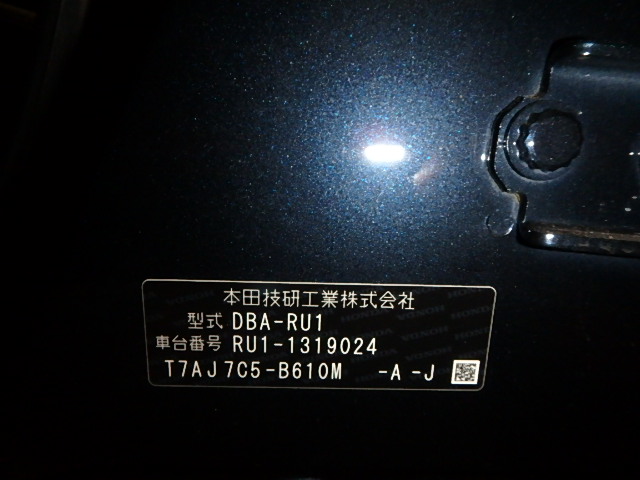 本田技研工業株式会社
型式 DBA-RU1
車台番号 RU1-1319024
T7AJ7C5-B610M -A -J